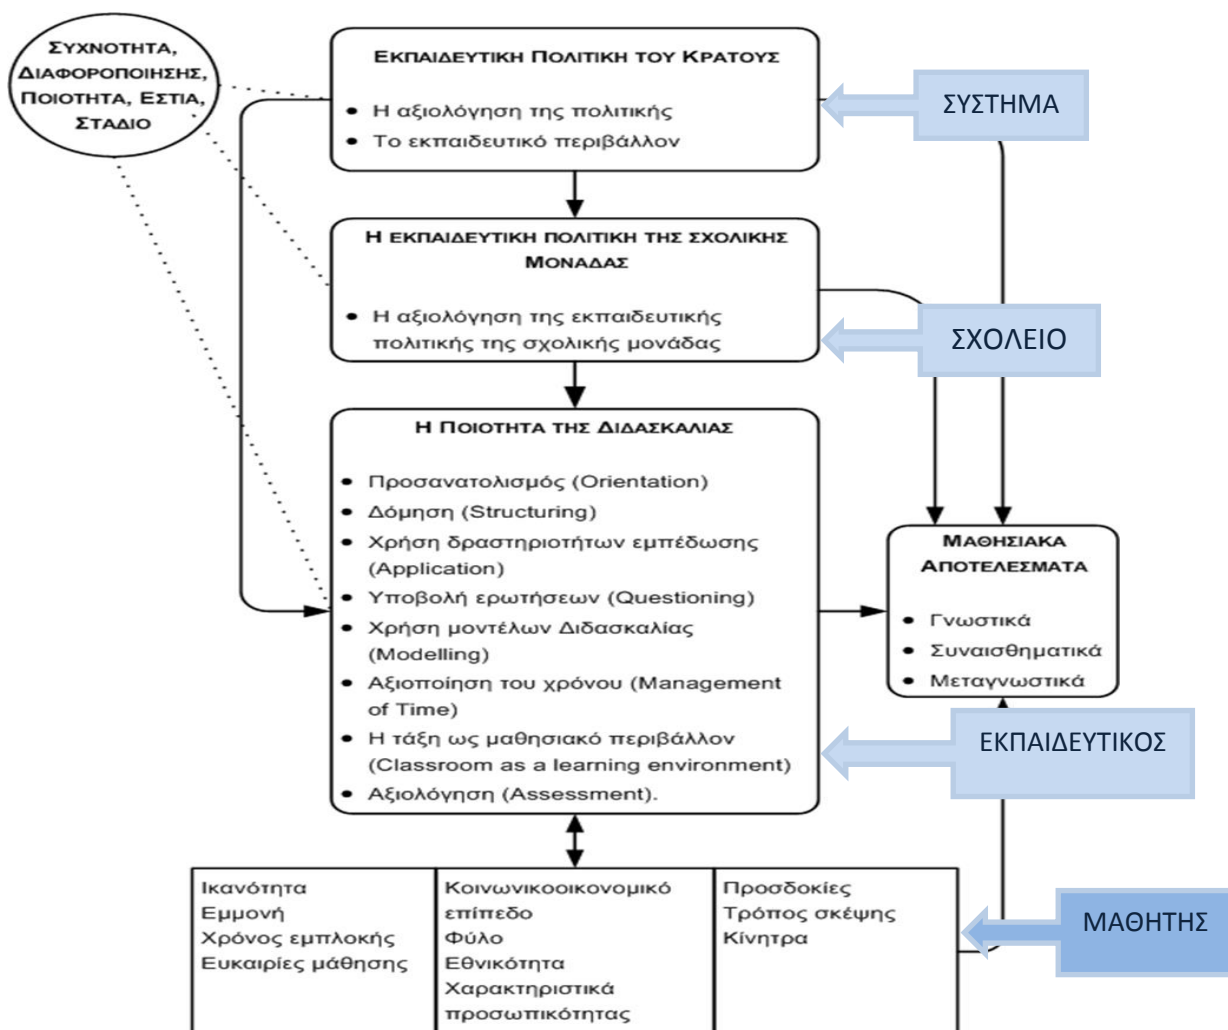 ΣΥΧΝΟΤΗΤΑ,
ΔΙΑΦΟΡΟΠΟΙΗΣΗΣ,
ΠΟΙΟΤΗΤΑ, ΕΣΤΙΑ,
ΣΤΑΔΙΟ
ΕΚΠΑΙΔΕΥΤΙΚΗ ΠΟΛΙΤΙΚΗ ΤΟΥ ΚΡΑΤΟΥΣ
• Η αξιολόγηση της πολιτικής
• Το εκπαιδευτικό περιβάλλον
ΣΥΣΤΗΜΑ
Η ΕΚΠΑΙΔΕΥΤΙΚΗ ΠΟΛΙΤΙΚΗ ΤΗΣ ΣΧΟΛΙΚΗΣ
ΜΟΝΑΔΑΣ
• Η αξιολόγηση της εκπαιδευτικής
πολιτικής της σχολικής μονάδας
ΣΧΟΛΕΙΟ
Η ΠΟΙΟΤΗΤΑ ΤΗΣ ΔΙΔΑΣΚΑΛΙΑΣ
• Προσανατολισμός (Orientation)
• Δόμηση (Structuring)
• Χρήση δραστηριοτήτων εμπέδωσης
(Application)
• Υποβολή ερωτήσεων (Questioning)
• Χρήση μοντέλων Διδασκαλίας
(Modelling)
• Αξιοποίηση του χρόνου (Management
of Time)
• Η τάξη ως μαθησιακό περιβάλλον
(Classroom as a learning environment)
• Αξιολόγηση (Assessment).
ΜΑΘΗΣΙΑΚΑ
ΑΠΟΤΕΛΕΣΜΑΤΑ
• Γνωστικά
• Συναισθηματικά
• Μεταγνωστικά
ΕΚΠΑΙΔΕΥΤΙΚΟΣ
Ικανότητα
Εμμονή
Χρόνος εμπλοκής
Ευκαιρίες μάθησης
Κοινωνικοοικονομικό
επίπεδο
Φύλο
Εθνικότητα
Χαρακτηριστικά
προσωπικότητας
Προσδοκίες
Τρόπος σκέψης
Κίνητρα
ΜΑΘΗΤΗΣ